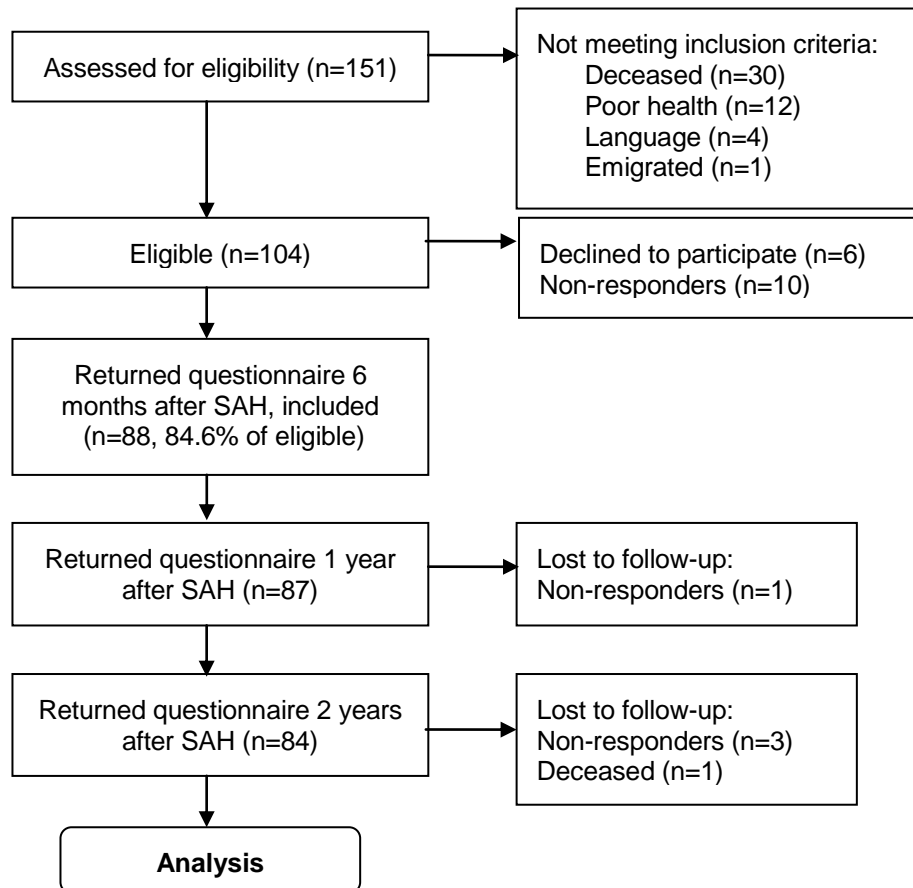 Assessed for eligibility (n=151)
Not meeting inclusion criteria:
Deceased (n=30)
Poor health (n=12)
Language (n=4)
Emigrated (n=1)
Eligible (n=104)
Declined to participate (n=6)
Non-responders (n=10)
Returned questionnaire 6
months after SAH, included
(n=88, 84.6% of eligible)
Returned questionnaire 1 year
after SAH (n=87)
Lost to follow-up:
Non-responders (n=1)
Returned questionnaire 2 years
after SAH (n=84)
Lost to follow-up:
Non-responders (n=3)
Deceased (n=1)
Analysis